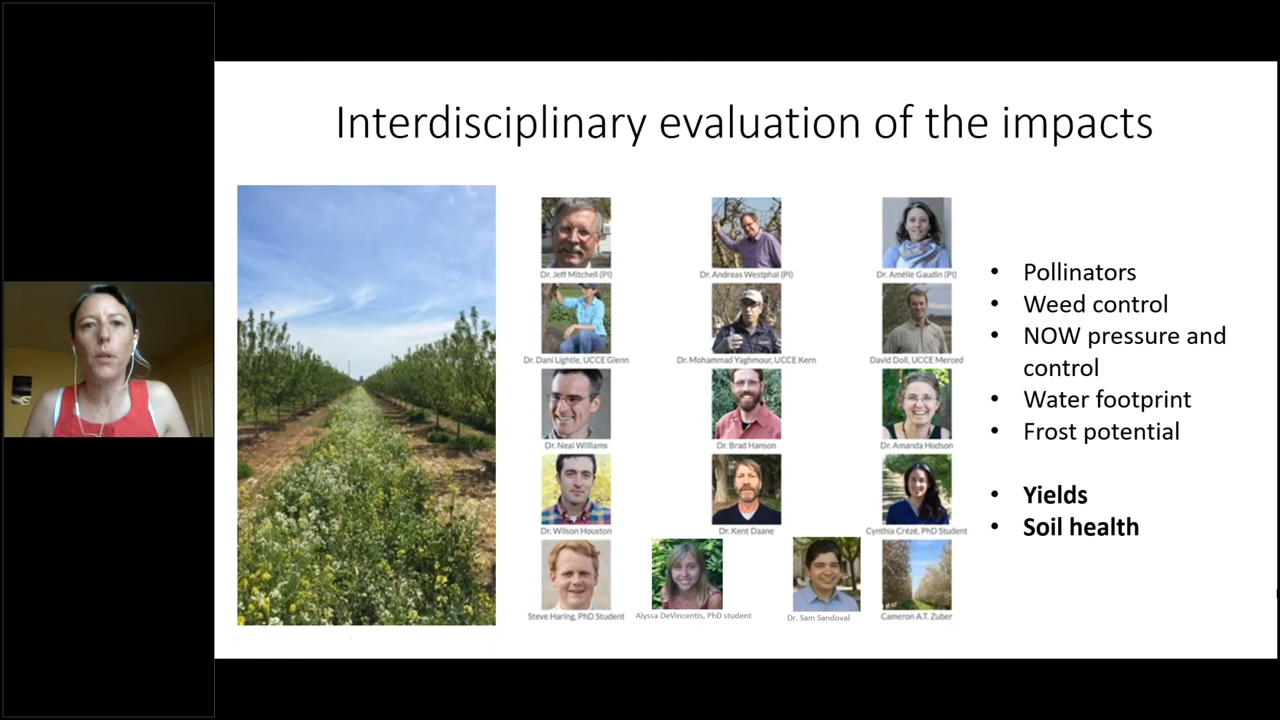 Interdisciplinary evaluation of the impacts
Dr. Jeff Mitchell (PI)
Dr. Andreas Westphal (PI)
Dr. Amélie Gaudin (PI)
Dr. Dani Lightle, UCCE Glenn
Dr. Mohammad Yaghmour, UCCE Kern
David Doll, UCCE Merced
Dr. Neal Williams
Dr. Brad Hanson
Dr. Amanda Hodson
Dr. Wilson Houston
Dr. Kent Daane
Cynthia Crézé, PhD Student
Steve Haring, PhD Student
Alyssa DeVincentis, PhD student
Dr. Sam Sandoval
Cameron A.T. Zuber
• Pollinators
• Weed control
• NOW pressure and
control
• Water footprint
• Frost potential
• Yields
• Soil health